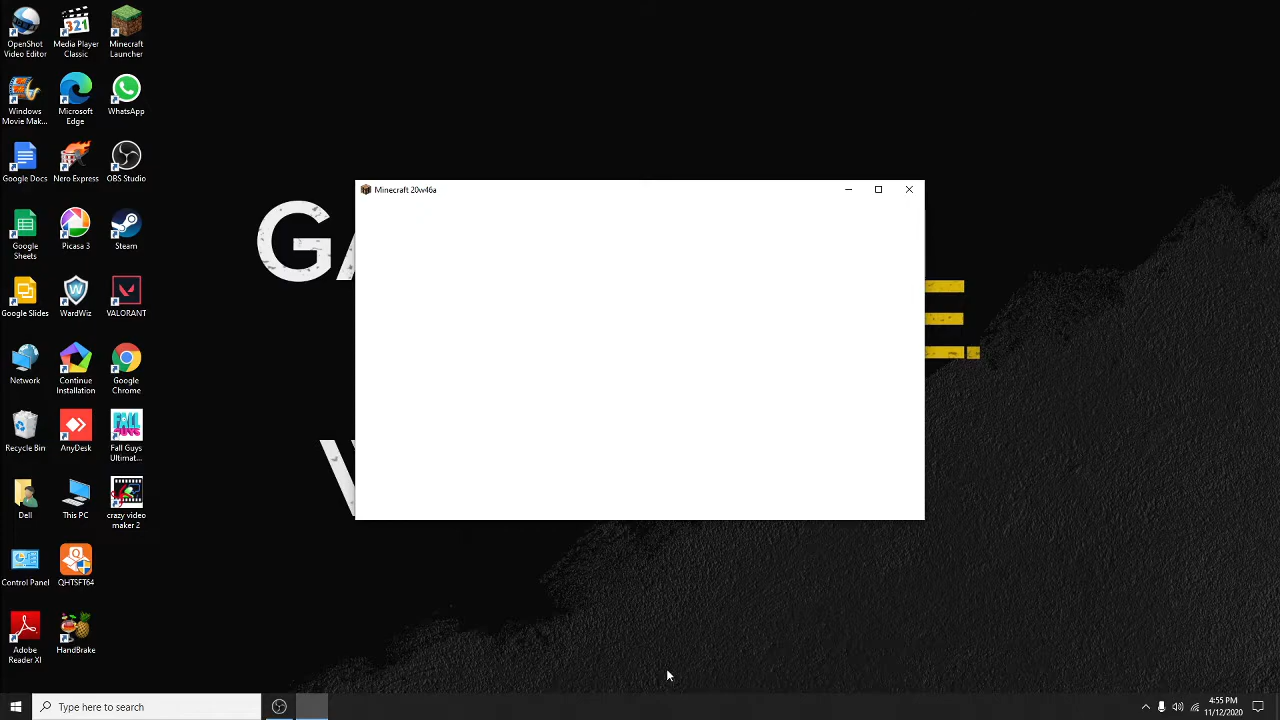 OpenShot
Video Editor
321
Media Player
Classic
Minecraft
Launcher
Windows
Movie Mak...
Microsoft
Edge
WhatsApp
Google Docs
Nero Express
OBS Studio
Google
Sheets
Picasa 3
Steam
Google Slides
WardWiz
VALORANT
Network
Continue
Installation
Google
Chrome
Recycle Bin
AnyDesk
FALL
Fall Guys
Ultimat...
Dell
This PC
crazy video
maker 2
Control Panel
QHTSFT64
Adobe
Reader XI
HandBrake
Minecraft 20w46a
G
E.
Type here to search
4:55 PM
11/12/2020